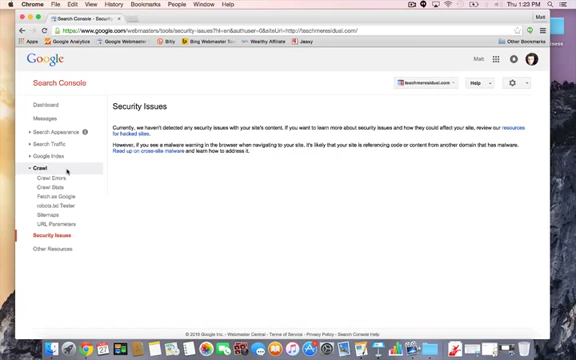 Chrome File Edit View History Bookmarks People Window Help
Thu 1:23 PM
Search Console - Security
Matt
https://www.google.com/webmasters/tools/security-issues?hl=en&authuser=0&siteUrl=http://teachmeresidual.com/
Apps Google Analytics Google Webmaster Bitly Bing Webmaster Tools Wealthy Affiliate Jaaxy Other Bookmarks
Google
Matt
Search Console
teachmeresidual.com
Help
Dashboard
Messages
Search Appearance
Search Traffic
Google Index
Crawl
Crawl Errors
Crawl Stats
Fetch as Google
robots.txt Tester
Sitemaps
URL Parameters
Security Issues
Other Resources
Security Issues
Currently, we haven't detected any security issues with your site's content. If you want to learn more about security issues and how they could affect your site, review our resources
for hacked sites.
However, if you see a malware warning in the browser when navigating to your site, it's likely that your site is referencing code or content from another domain that has malware.
Read up on cross-site malware and learn how to address it.
© 2015 Google Inc. - Webmaster Central - Terms of Service - Privacy Policy - Search Console Help